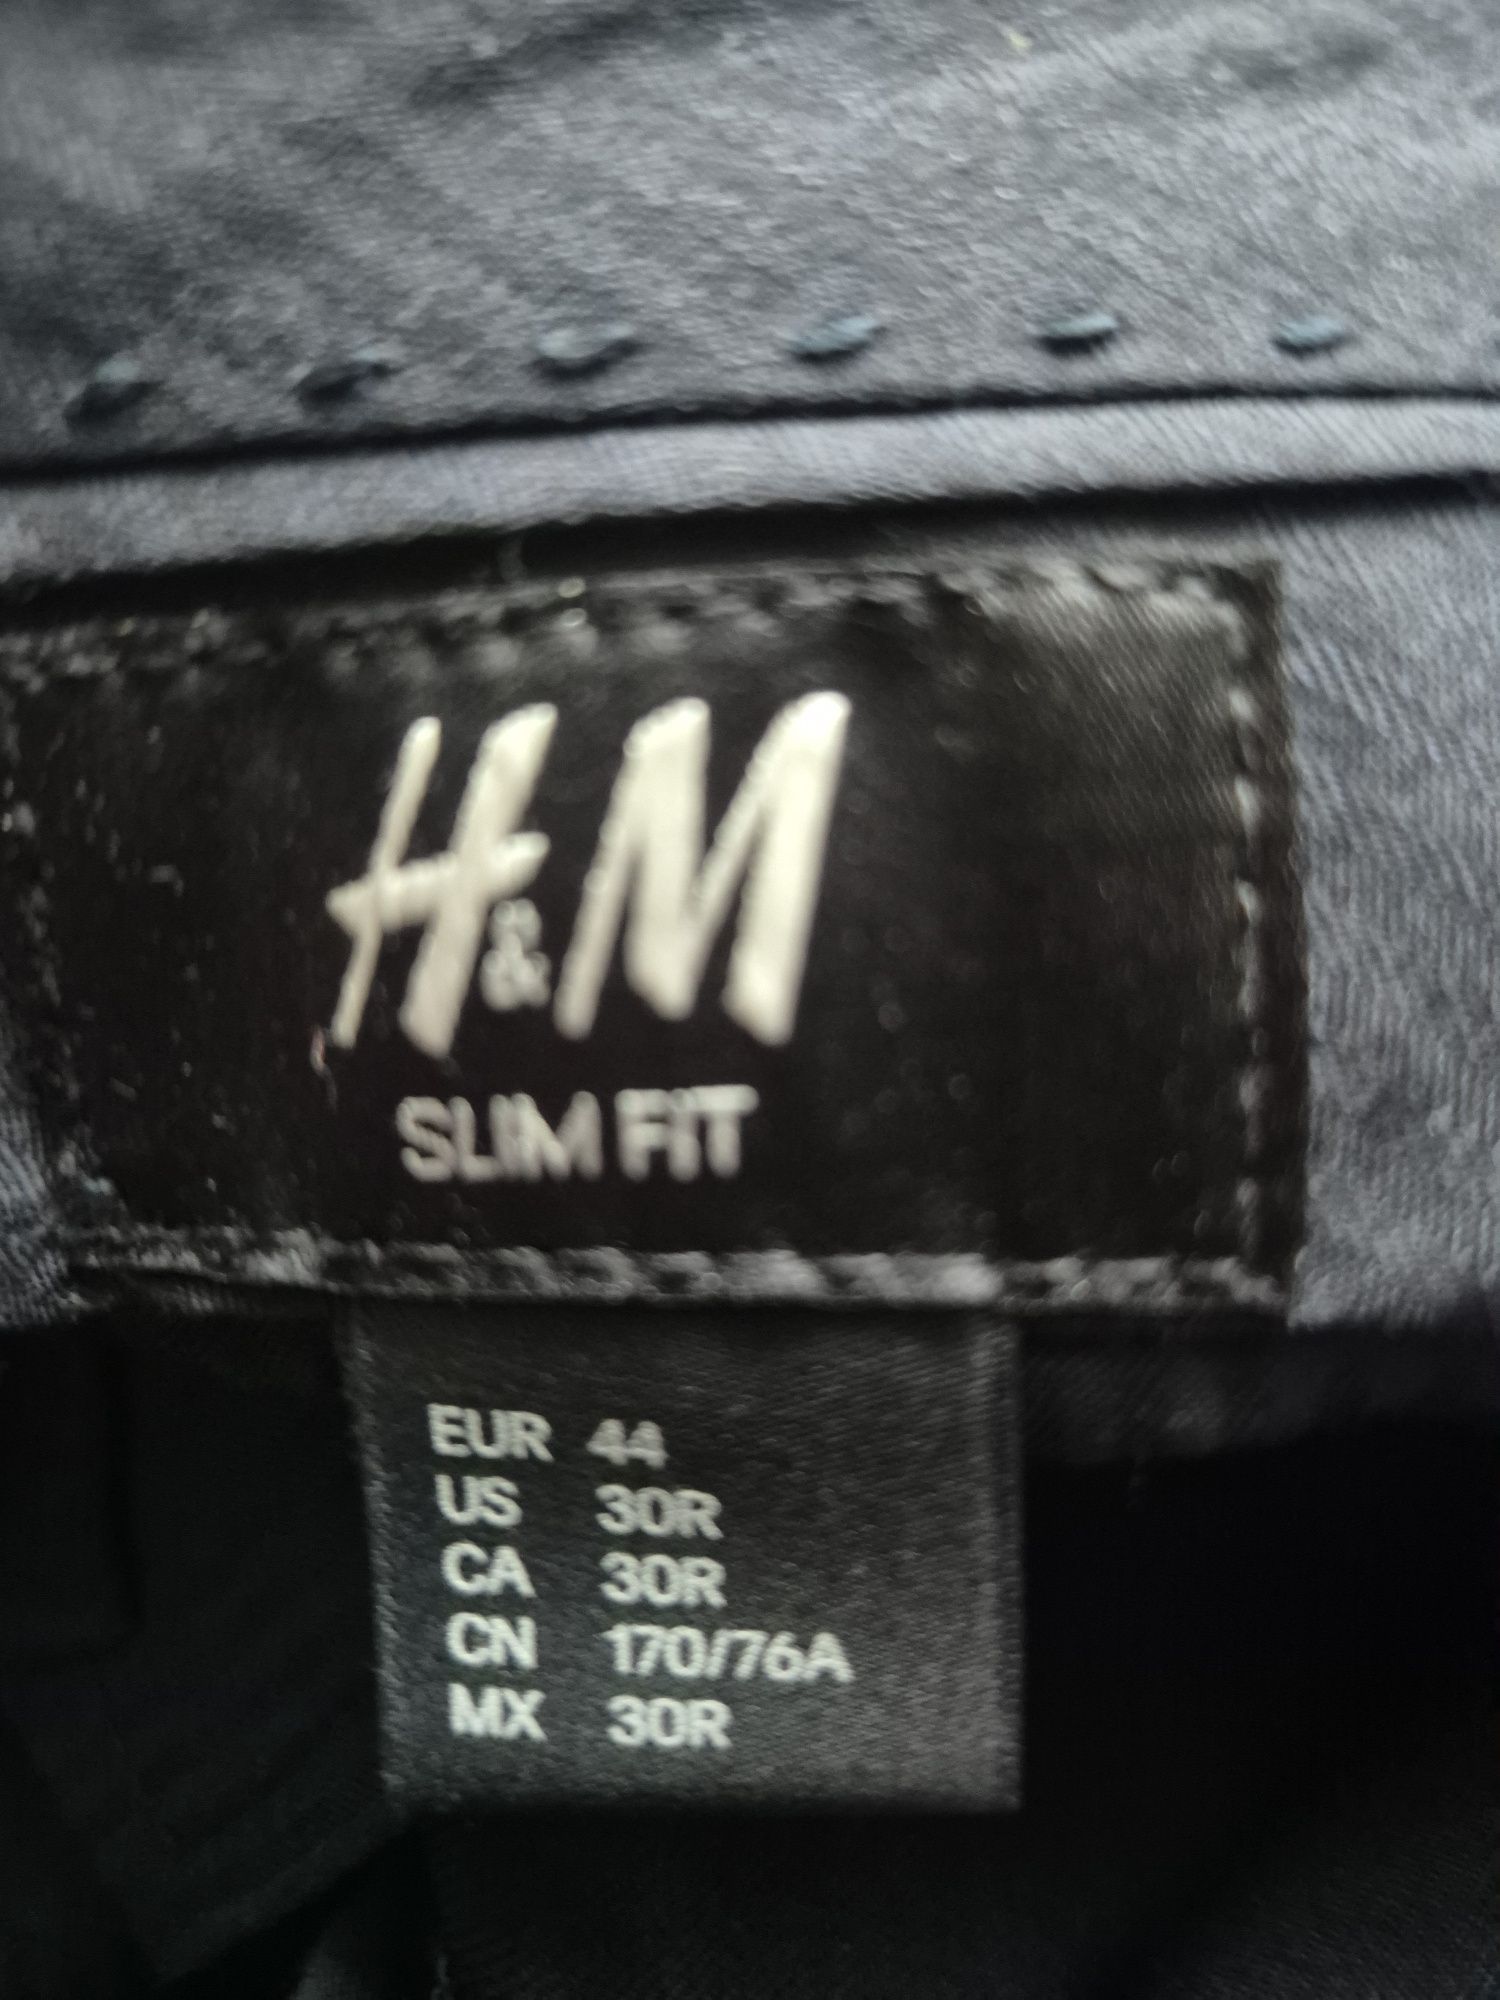 H&M
SLIM FIT
EUR 44
US 30R
CA 30R
CN 170/76A
MX 30R